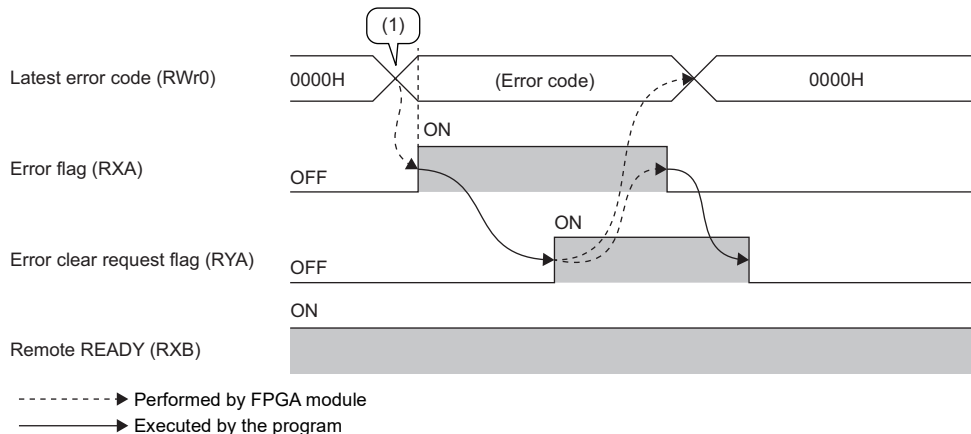 (1)
Latest error code (RWr0)
0000H
(Error code)
0000H
ON
Error flag (RXA)
OFF
ON
Error clear request flag (RYA)
OFF
ON
Remote READY (RXB)
Performed by FPGA module
Executed by the program